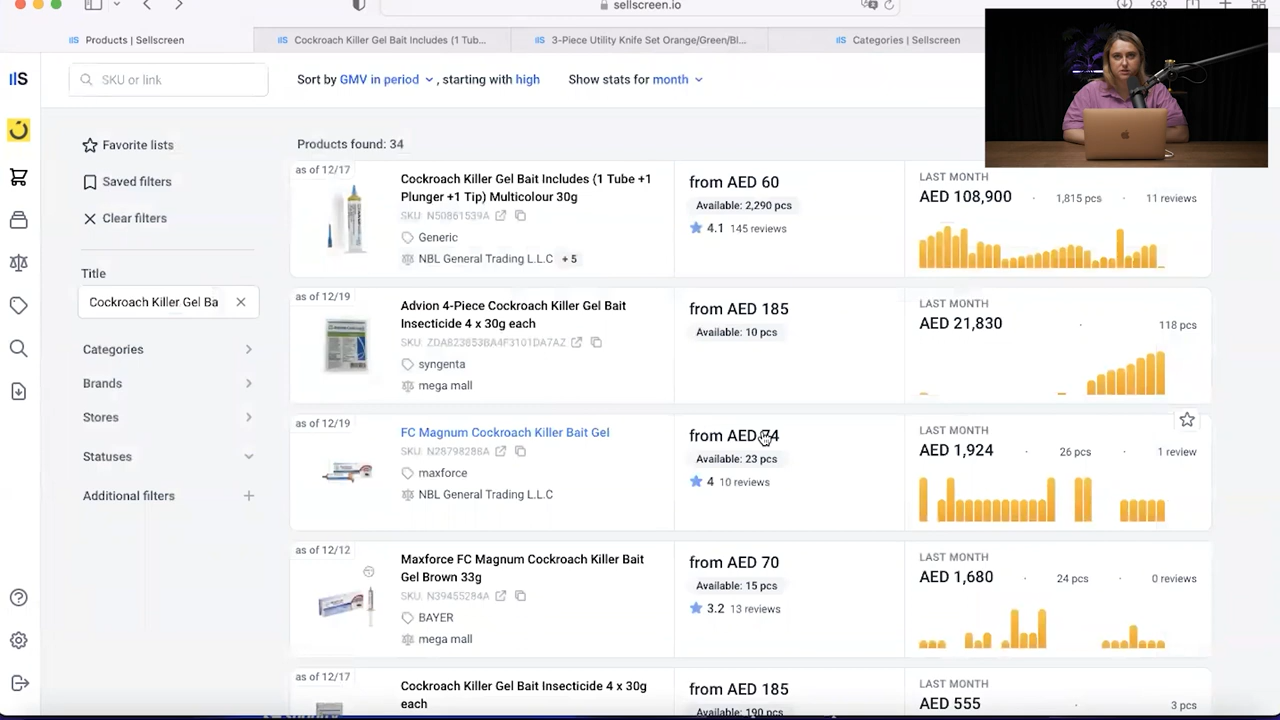 sellscreen.io
Products | Sellscreen
Cockroach Killer Gel Bait Includes (1 Tub...
3-Piece Utility Knife Set Orange/Green/Bl...
Categories | Sellscreen
SKU or link
Sort by GMV in period , starting with high
Show stats for month
Favorite lists
Saved filters
Clear filters
Title
Cockroach Killer Gel Ba
Categories
Brands
Stores
Statuses
Additional filters
Products found: 34
as of 12/17
Cockroach Killer Gel Bait Includes (1 Tube +1
Plunger +1 Tip) Multicolour 30g
SKU: N50861539A
Generic
NBL General Trading L.L.C + 5
from AED 60
Available: 2,290 pcs
4.1 145 reviews
LAST MONTH
AED 108,900 · 1,815 pcs · 11 reviews
as of 12/19
Advion 4-Piece Cockroach Killer Gel Bait
Insecticide 4 x 30g each
SKU: ZDA823853BA4F3101DA7AZ
syngenta
mega mall
from AED 185
Available: 10 pcs
LAST MONTH
AED 21,830 · 118 pcs
as of 12/19
FC Magnum Cockroach Killer Bait Gel
SKU: N28798288A
maxforce
NBL General Trading L.L.C
from AED 74
Available: 23 pcs
4 10 reviews
LAST MONTH
AED 1,924 · 26 pcs · 1 review
as of 12/12
Maxforce FC Magnum Cockroach Killer Bait
Gel Brown 33g
SKU: N39455284A
BAYER
mega mall
from AED 70
Available: 15 pcs
3.2 13 reviews
LAST MONTH
AED 1,680 · 24 pcs · 0 reviews
as of 12/17
Cockroach Killer Gel Bait Insecticide 4 x 30g
each
from AED 185
Available: 190 pcs
LAST MONTH
AED 555 3 pcs